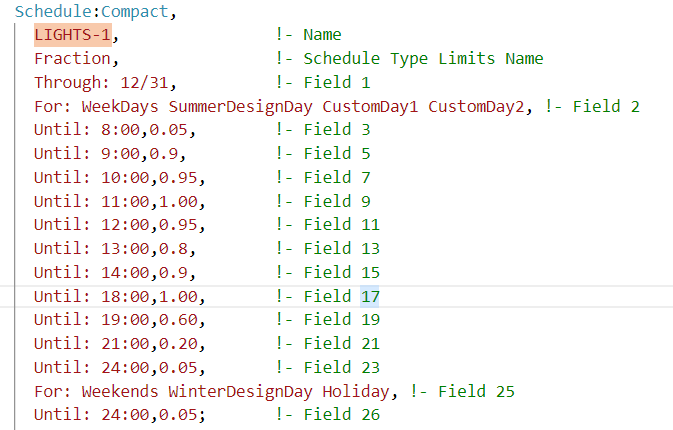 Schedule:Compact,
LIGHTS-1, !- Name
Fraction, !- Schedule Type Limits Name
Through: 12/31, !- Field 1
For: WeekDays SummerDesignDay CustomDay1 CustomDay2, !- Field 2
Until: 8:00,0.05, !- Field 3
Until: 9:00,0.9, !- Field 5
Until: 10:00,0.95, !- Field 7
Until: 11:00,1.00, !- Field 9
Until: 12:00,0.95, !- Field 11
Until: 13:00,0.8, !- Field 13
Until: 14:00,0.9, !- Field 15
Until: 18:00,1.00, !- Field 17
Until: 19:00,0.60, !- Field 19
Until: 21:00,0.20, !- Field 21
Until: 24:00,0.05, !- Field 23
For: Weekends WinterDesignDay Holiday, !- Field 25
Until: 24:00,0.05; !- Field 26